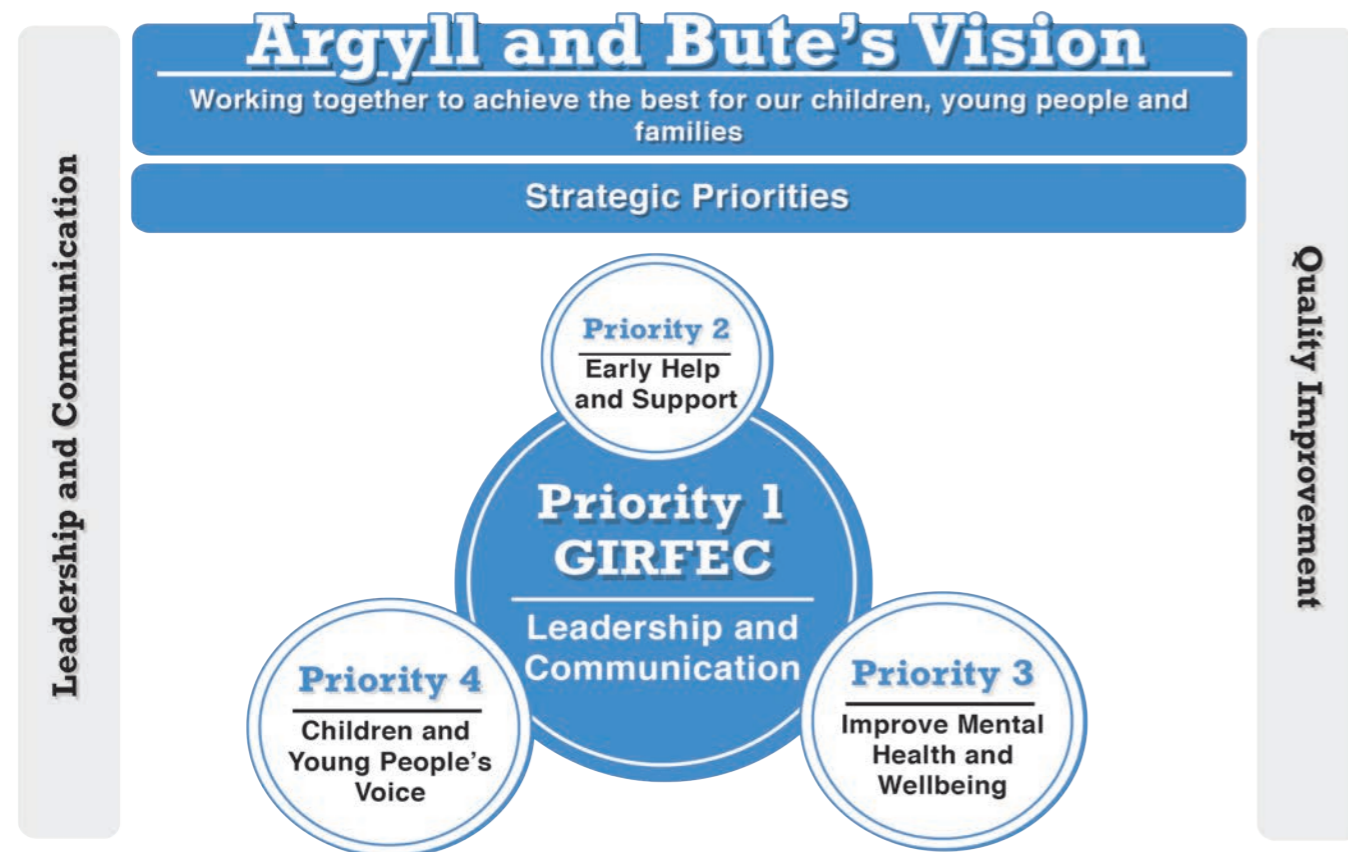 Argyll and Bute's Vision
Working together to achieve the best for our children, young people and
families
Strategic Priorities
Leadership and Communication
Priority 2
Early Help
and Support
Priority 1
GIRFEC
Leadership and
Communication
Priority 4
Children and
Young People's
Voice
Priority 3
Improve Mental
Health and
Wellbeing
Quality Improvement